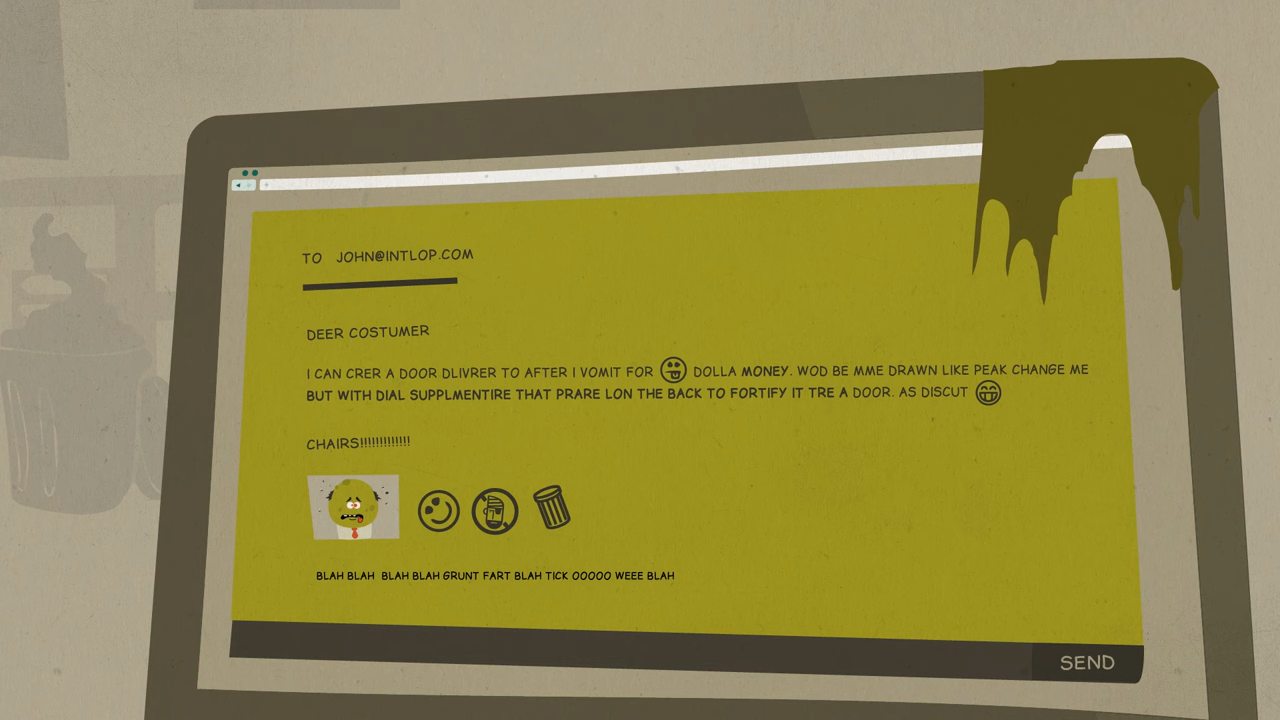 TO JOHN@INTLOP.COM
DEER COSTUMER
I CAN CRER A DOOR DLIVRER TO AFTER I VOMIT FOR DOLLA MONEY. WOD BE MME DRAWN LIKE PEAK CHANGE ME
BUT WITH DIAL SUPPLMENTIRE THAT PRARE LON THE BACK TO FORTIFY IT TRE A DOOR. AS DISCUT
CHAIRS!!!!!!!!!!!!!
BLAH BLAH BLAH BLAH GRUNT FART BLAH TICK OOOOO WEEE BLAH
SEND